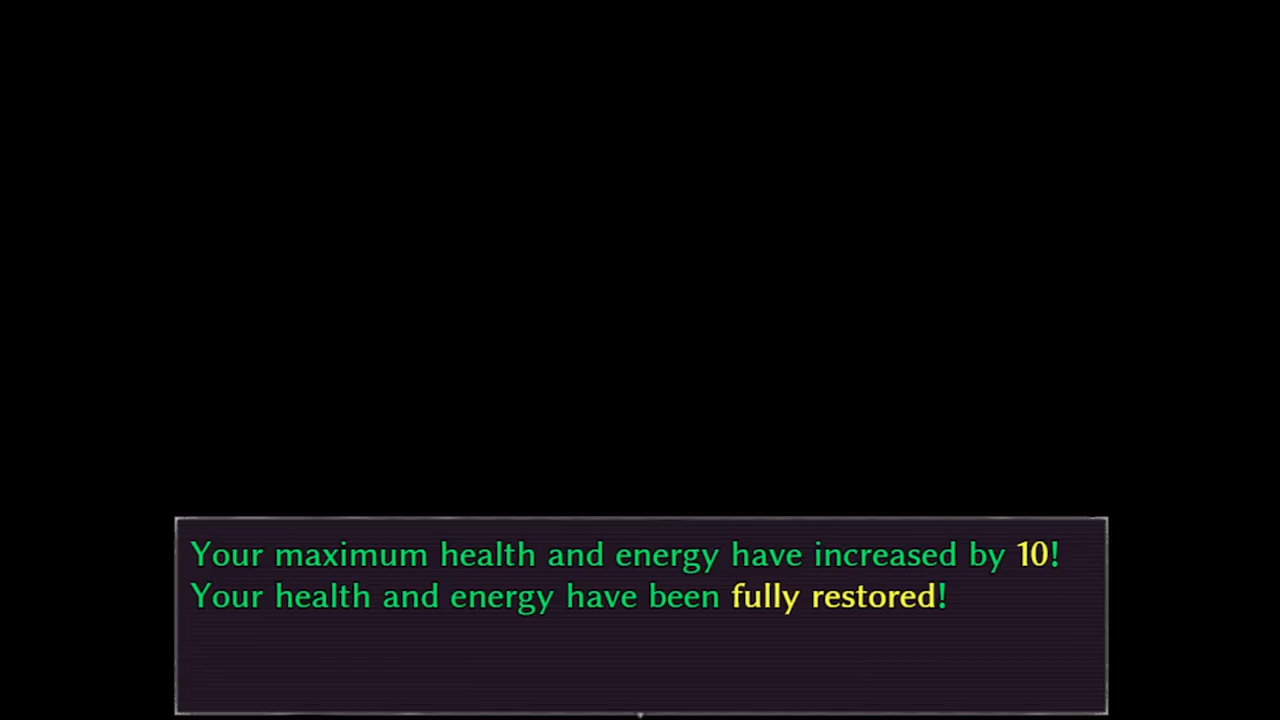 Your maximum health and energy have increased by 10!
Your health and energy have been fully restored!